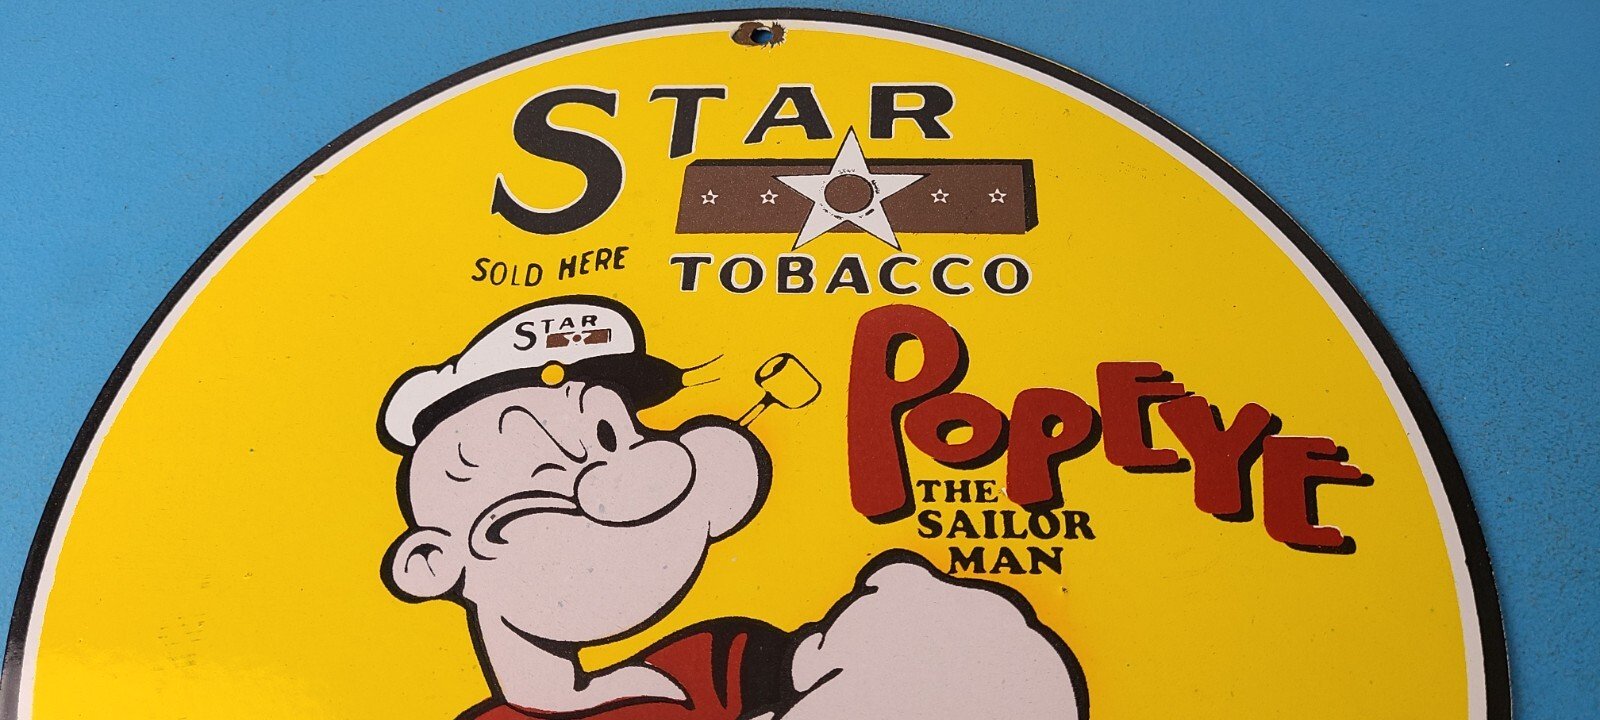 STAR
TOBACCO
SOLD HERE
STAR
POPEYE
THE
SAILOR
MAN